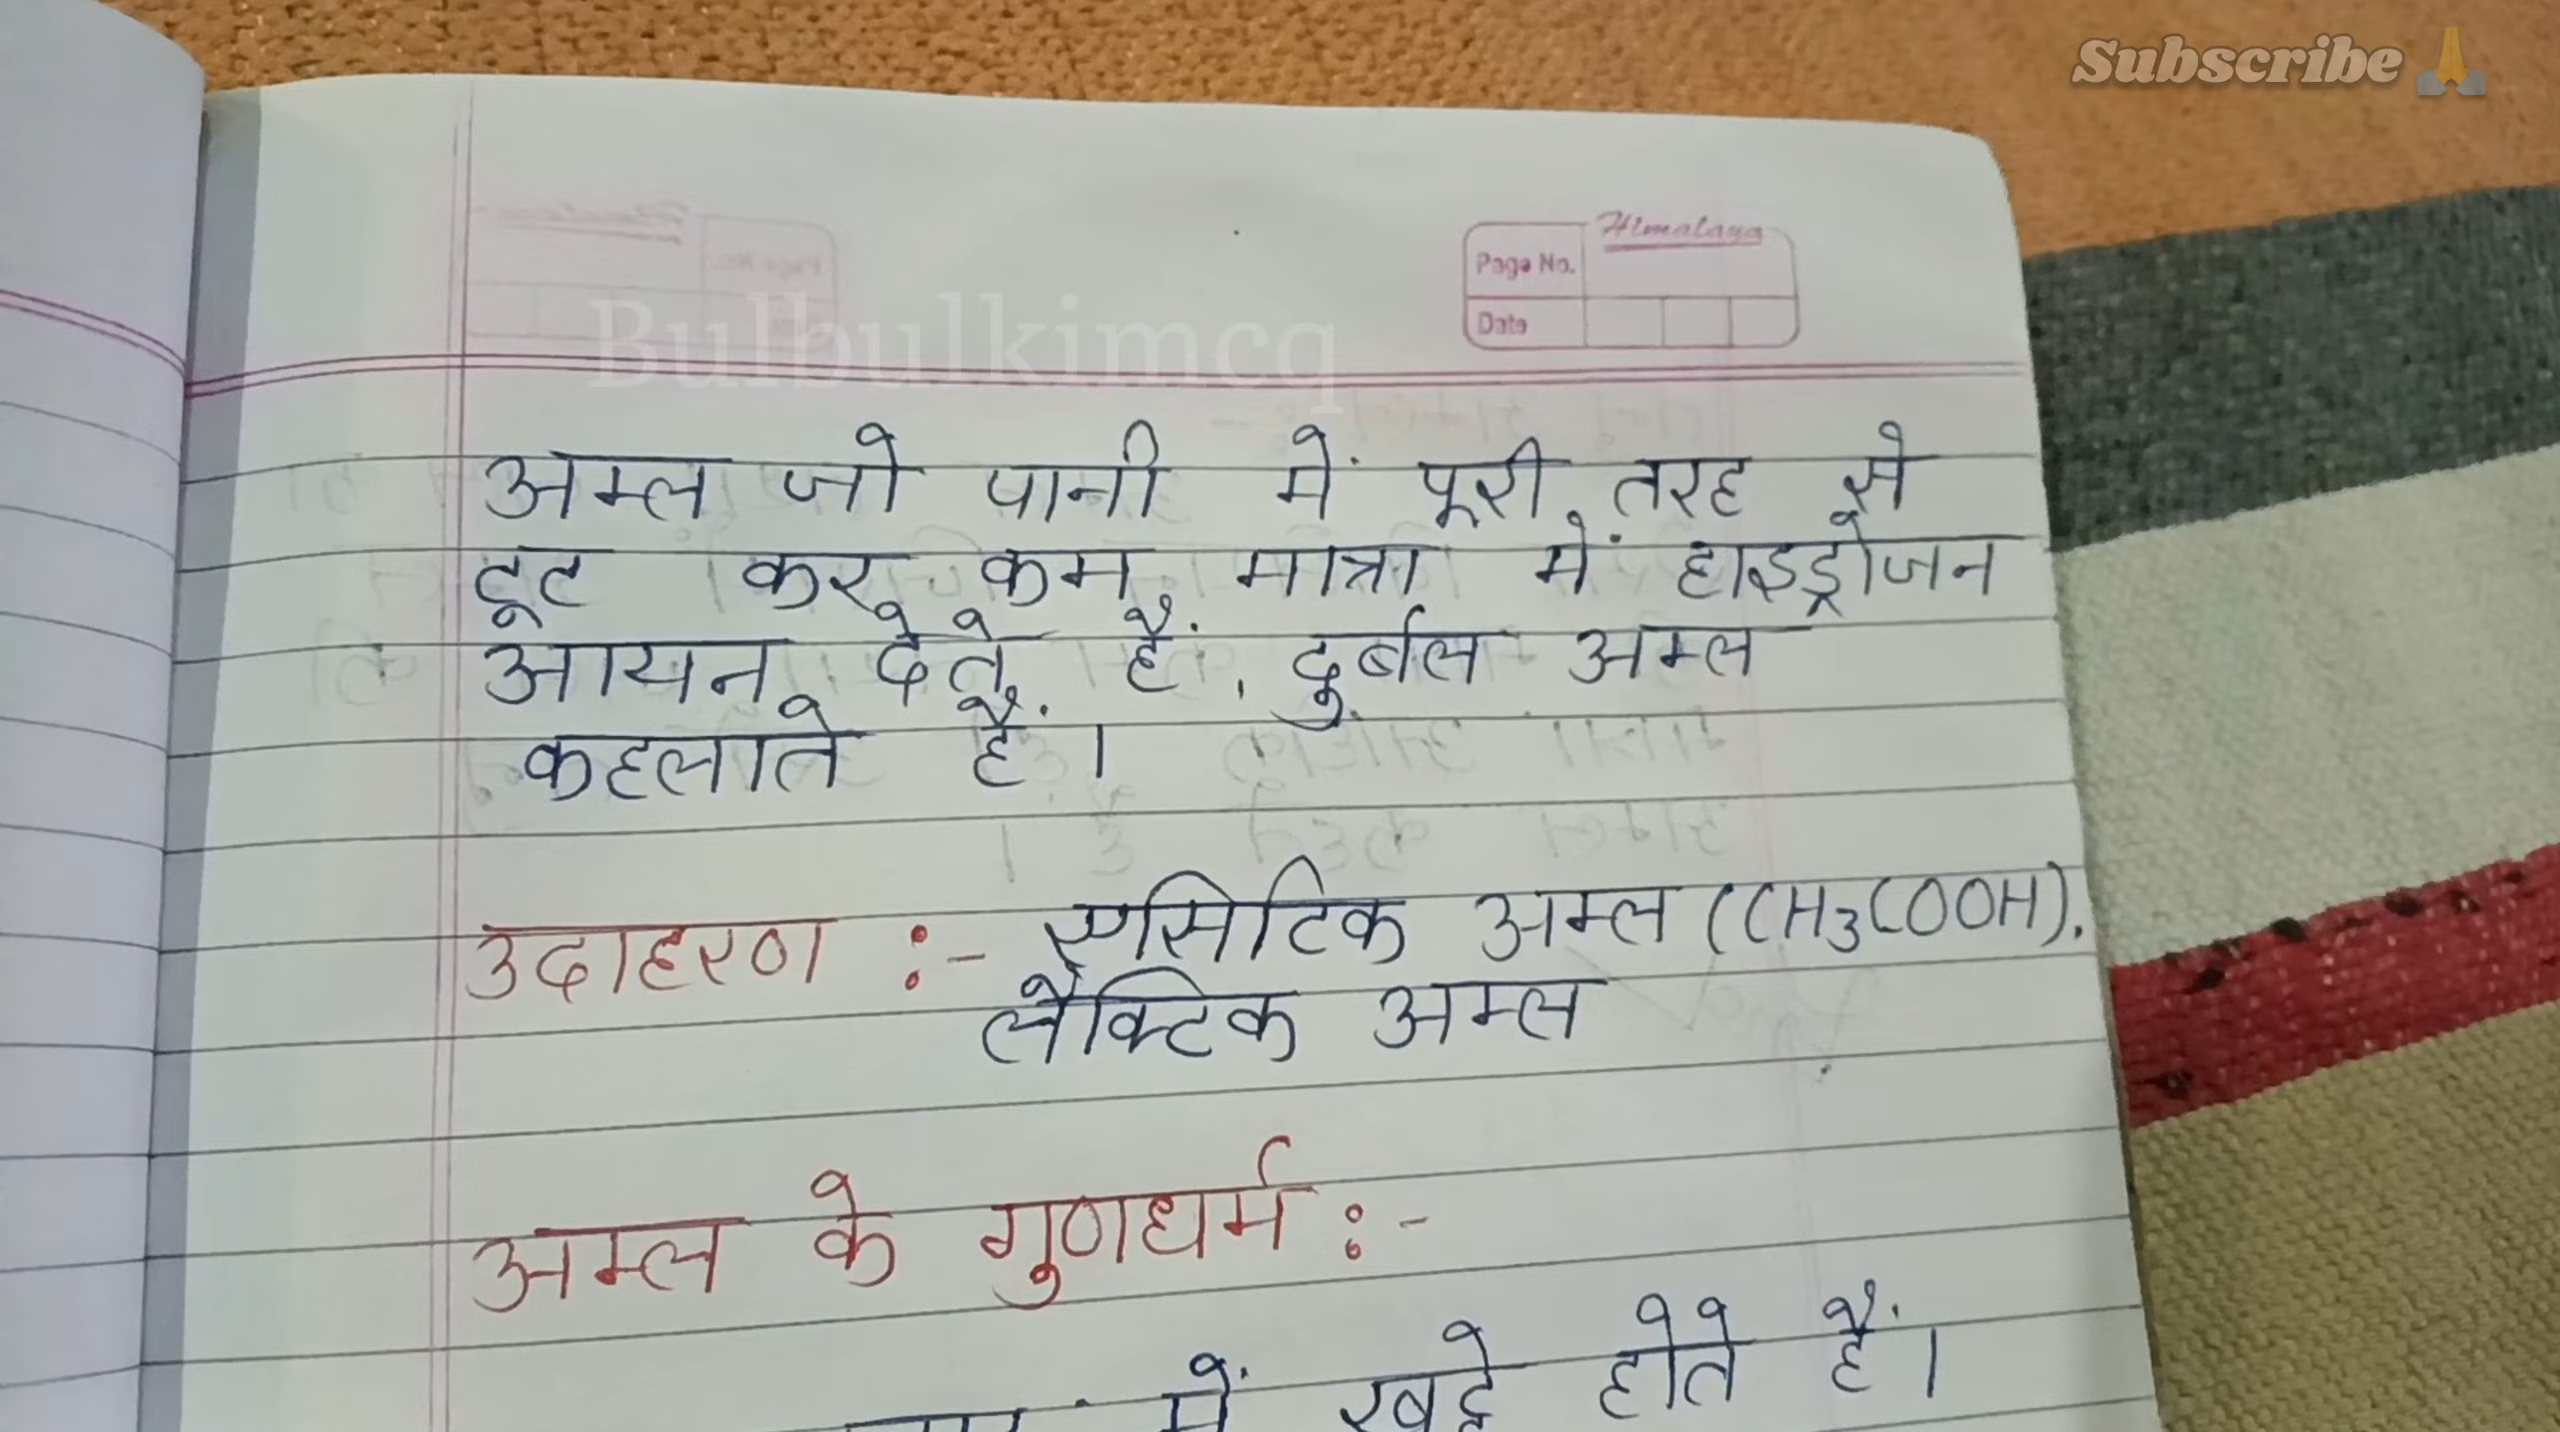 Subscribe 🙏
Himalaya
Page No.
Date
Bulbulkimcq
अम्ल जो पानी में पूरी तरह से
टूट कर कम मात्रा में हाइड्रोजन
आयन देते हैं, दुर्बल अम्ल
कहलाते हैं।
उदाहरण :- एसिटिक अम्ल (CH3COOH).
लैक्टिक अम्ल
अम्ल के गुणधर्म :-
में खट्टे होते हैं।